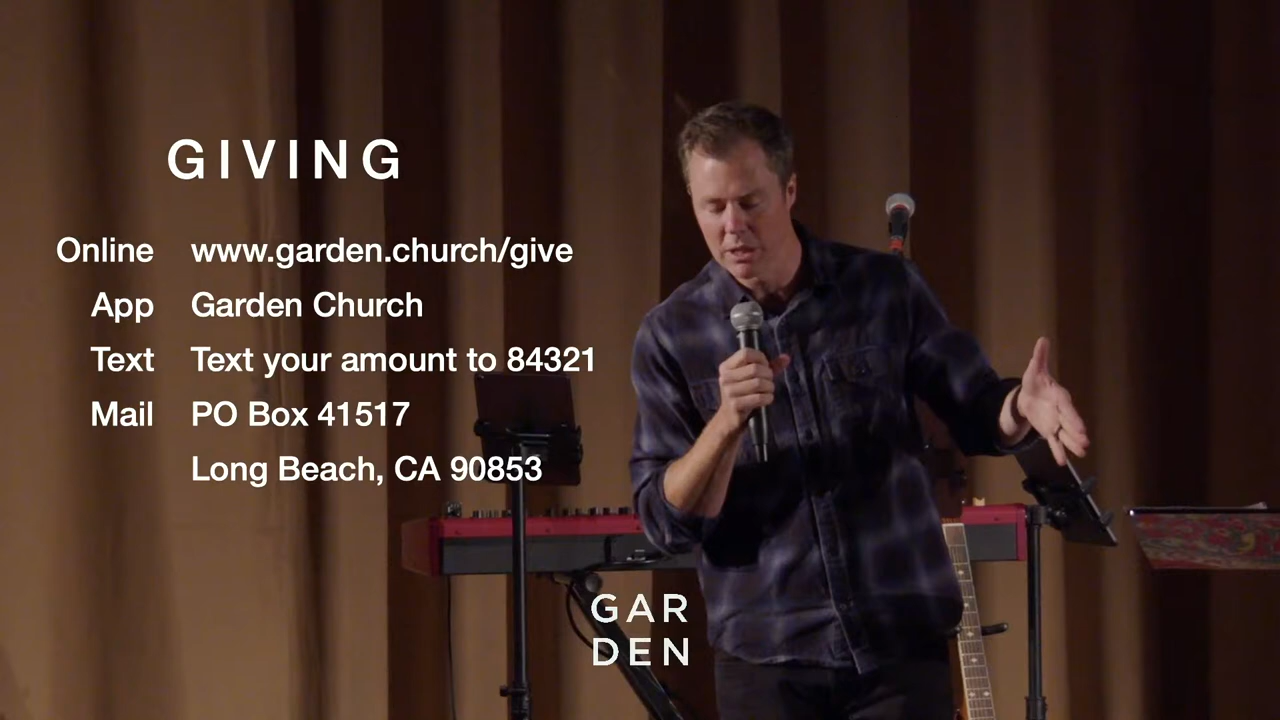 GIVING
Online www.garden.church/give
App Garden Church
Text Text your amount to 84321
Mail PO Box 41517
Long Beach, CA 90853
GAR
DEN